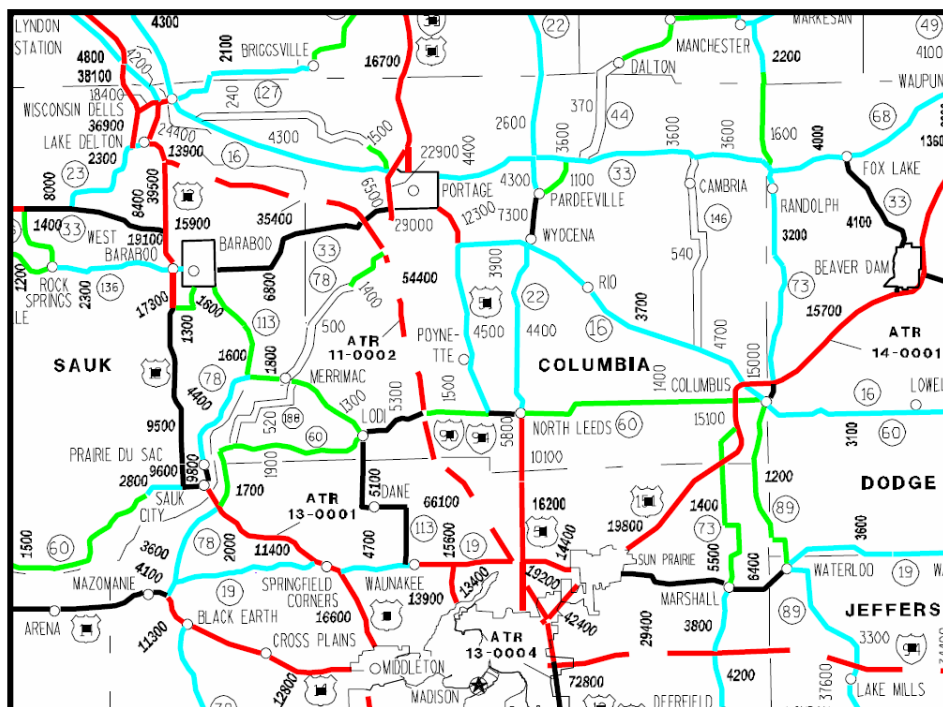 LYNDON
STATION
4300
4800
38100
4200
18400
2100
BRIGGSVILLE
240
127
16700
22
DALTON
MANCHESTER
MARKESAN
49
4100
2200
WAUPUN
WISCONSIN DELLS
36900
LAKE DELTON
24400
13900
16
4300
1500
22900
4400
2600
3600
370
44
3600
3600
1600
4000
68
13600
FOX LAKE
2300
23
8000
8400
39500
15900
35400
6500
PORTAGE
29000
12300
4300
7300
1100
PARDEEVILLE
33
CAMBRIA
146
RANDOLPH
4100
33
1400
33
WEST
BARABOO
19100
BARABOO
33
6800
78
1400
54400
WYOCENA
3900
22
540
3200
BEAVER DAM
1200
ROCK
SPRINGS
LE
2300
136
17300
1300
1800
113
500
ATR
11-0002
4500
POYN-
ETTE
4400
RIO
16
3700
4700
73
15700
ATR
14-0001
SAUK
1600
1800
MERRIMAC
78
4400
1300
LODI
5300
1500
COLUMBIA
1400
COLUMBUS
15000
16
LOWEL
9500
520
188
60
5800
NORTH LEEDS
60
15100
3100
60
PRAIRIE DU SAC
9600
9800
1900
10100
2800
SAUK
CITY
1700
ATR
13-0001
5100
DANE
66100
16200
15
1400
1200
DODGE
1500
60
3600
78
2000
11400
4700
113
15600
19
14400
19800
73
89
3600
4100
MAZOMANIE
19
SPRINGFIELD
CORNERS
WAUNAKEE
13900
13400
19200
SUN PRAIRIE
5500
6400
WATERLOO
19
ARENA
11300
BLACK EARTH
16600
CROSS PLAINS
42400
29400
MARSHALL
3800
89
JEFFERS
3300
12800
MIDDLETON
MADISON
ATR
13-0004
72800
DEERFIELD
4200
37600
LAKE MILLS